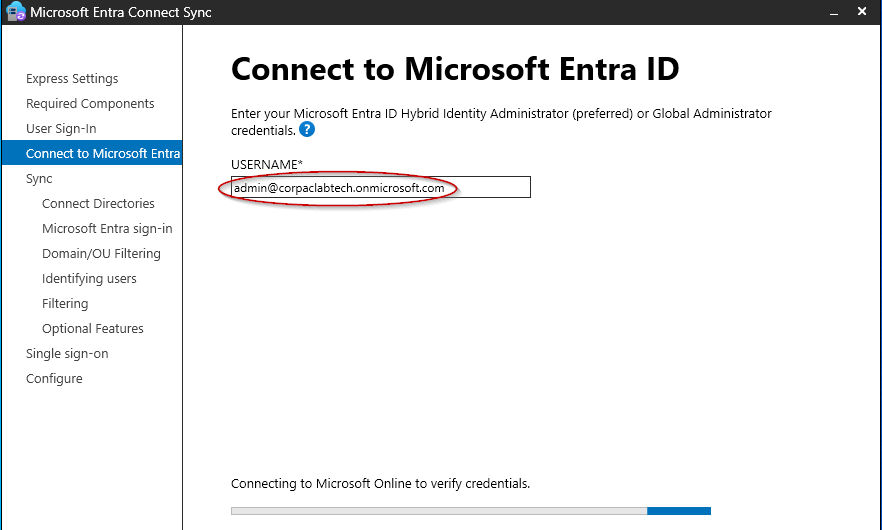 Microsoft Entra Connect Sync
Express Settings
Required Components
User Sign-In
Connect to Microsoft Entra
Sync
Connect Directories
Microsoft Entra sign-in
Domain/OU Filtering
Identifying users
Filtering
Optional Features
Single sign-on
Configure
Connect to Microsoft Entra ID
Enter your Microsoft Entra ID Hybrid Identity Administrator (preferred) or Global Administrator
credentials. ?
USERNAME*
admin@corpaclabtech.onmicrosoft.com
Connecting to Microsoft Online to verify credentials.